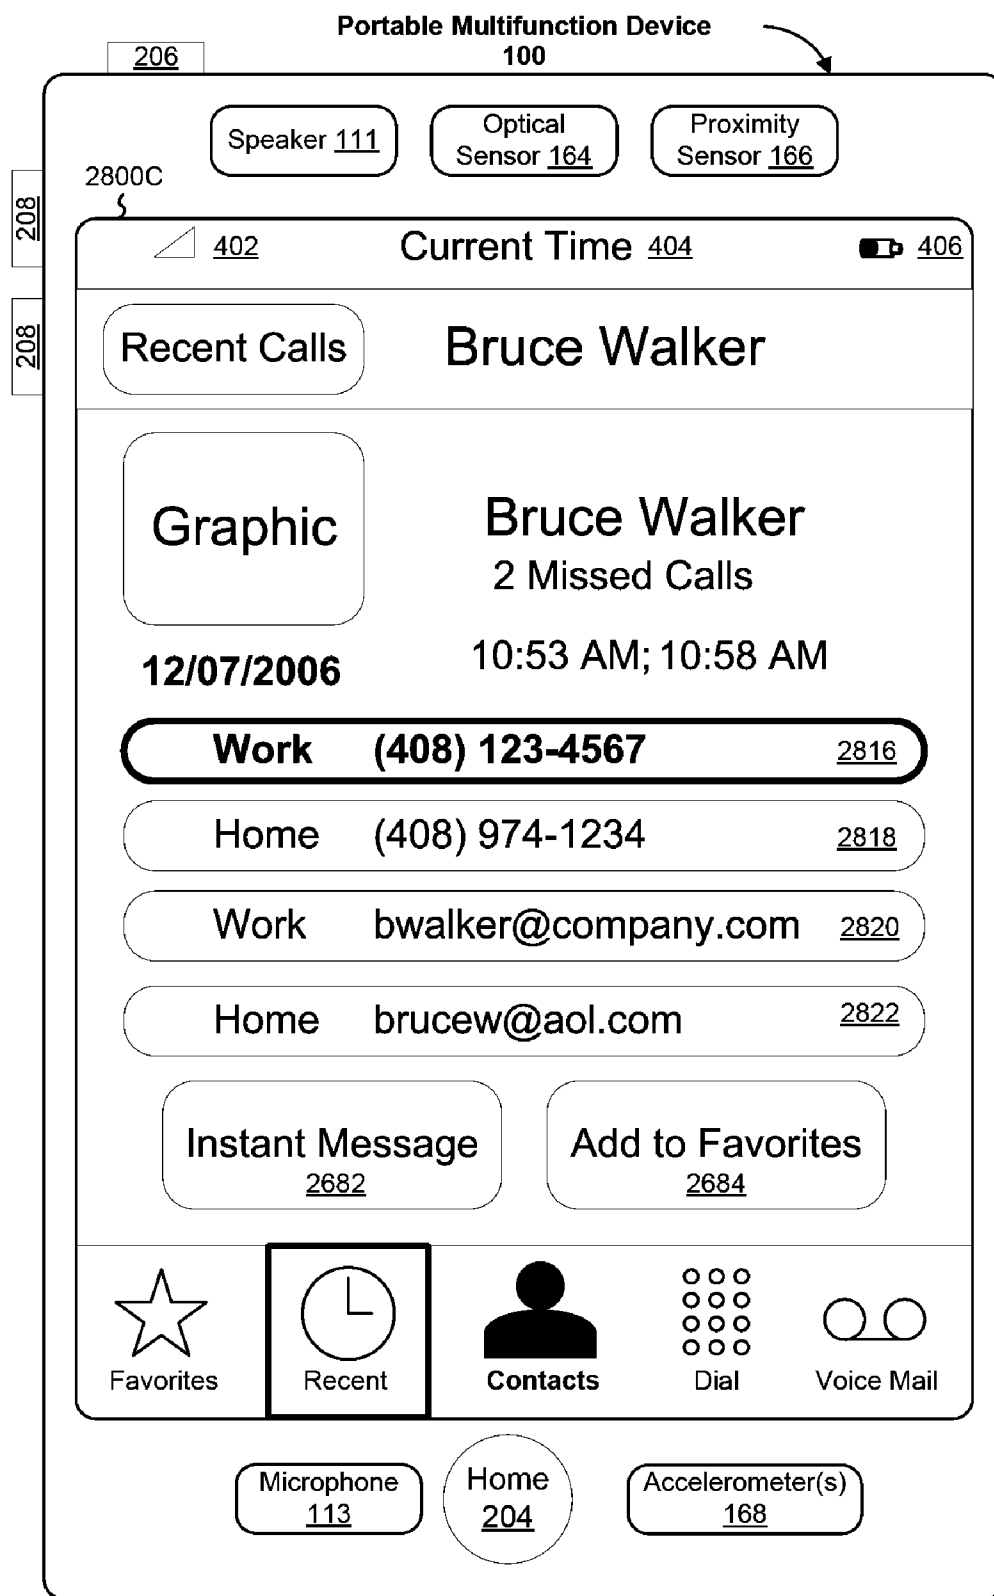 Portable Multifunction Device
100
206
Speaker 111
Optical
Sensor 164
Proximity
Sensor 166
2800C
208
208
402
Current Time 404
406
Recent Calls
Bruce Walker
Graphic
Bruce Walker
2 Missed Calls
12/07/2006
10:53 AM; 10:58 AM
Work (408) 123-4567 2816
Home (408) 974-1234 2818
Work bwalker@company.com 2820
Home brucew@aol.com 2822
Instant Message
2682
Add to Favorites
2684
Favorites
Recent
Contacts
Dial
Voice Mail
Microphone
113
Home
204
Accelerometer(s)
168